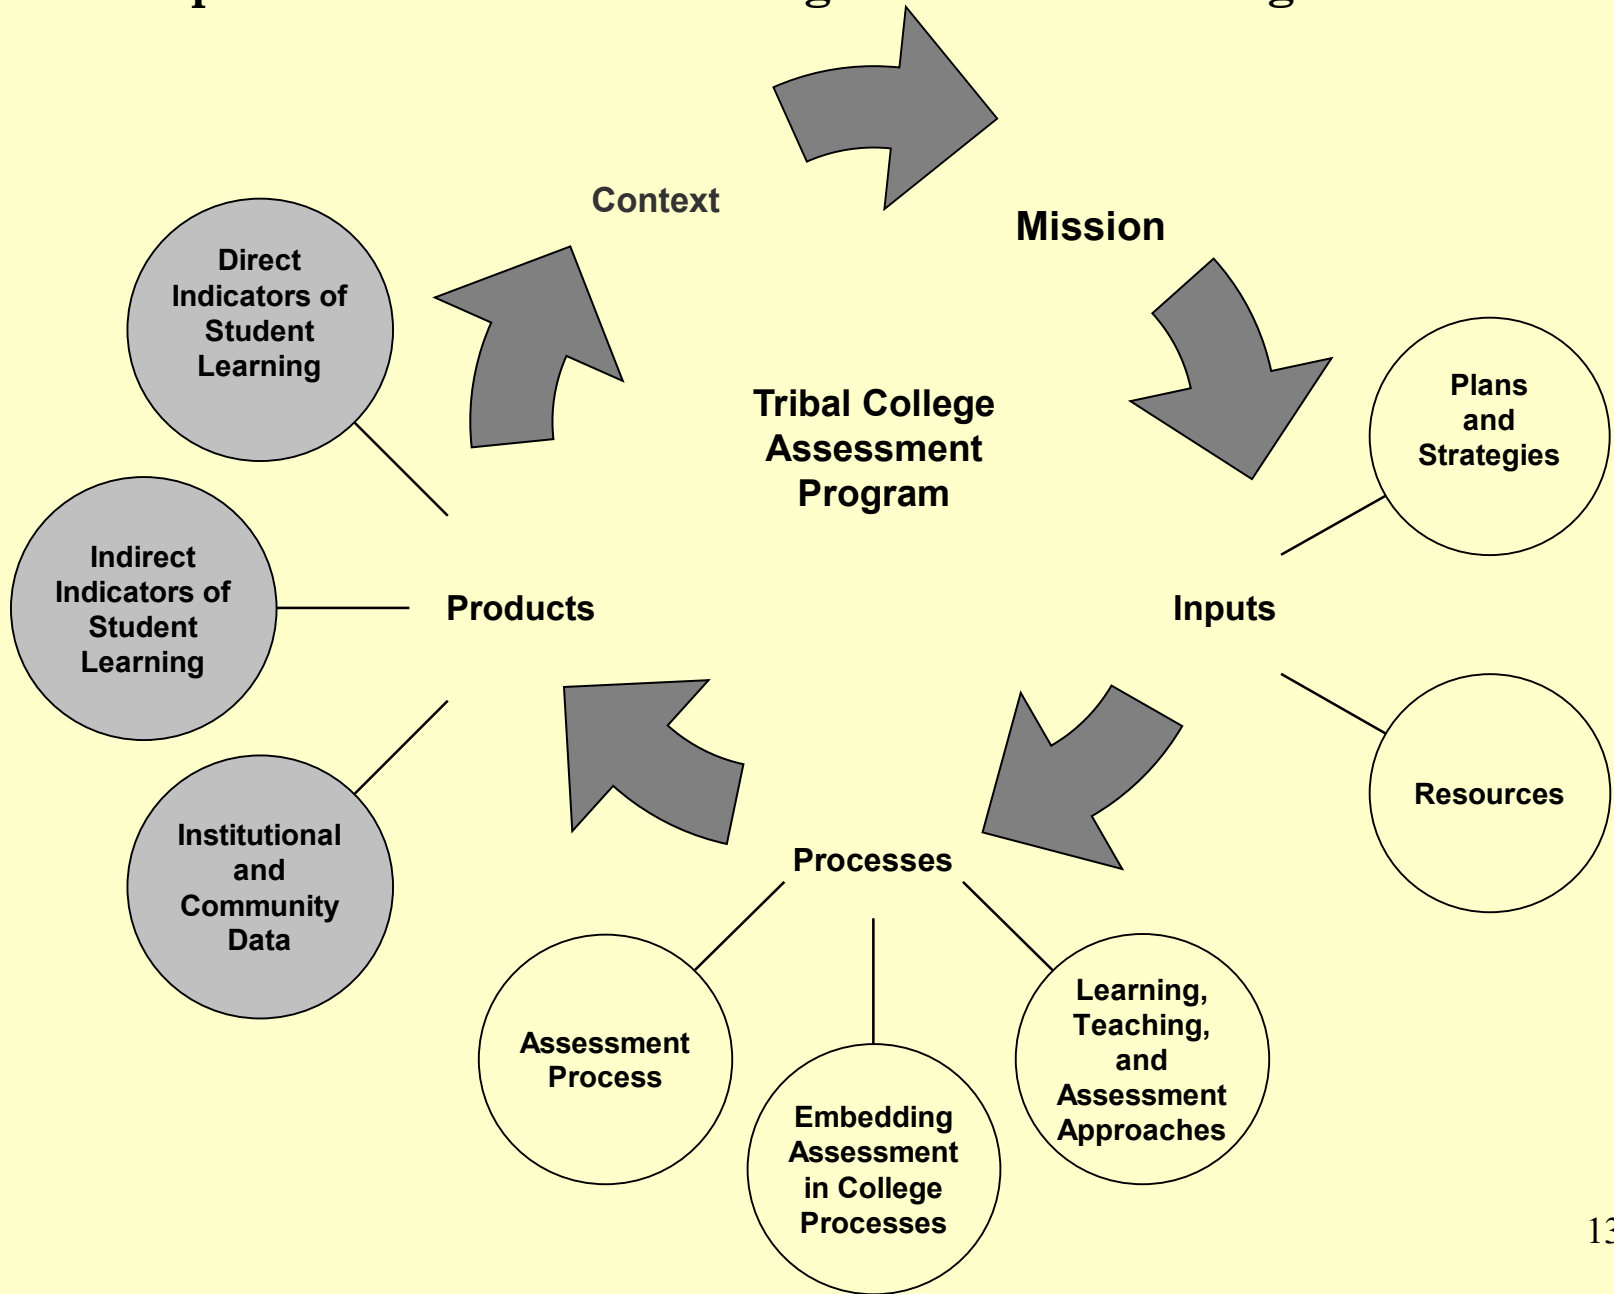 Context
Mission
Direct
Indicators of
Student
Learning
Tribal College
Assessment
Program
Plans
and
Strategies
Indirect
Indicators of
Student
Learning
Products
Inputs
Resources
Institutional
and
Community
Data
Processes
Assessment
Process
Embedding
Assessment
in College
Processes
Learning,
Teaching,
and
Assessment
Approaches
13